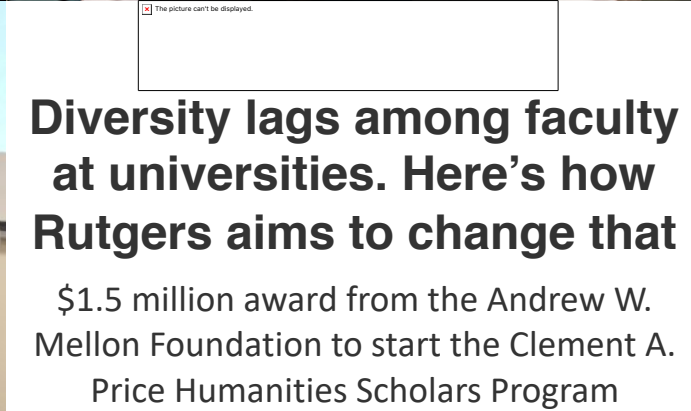 The picture can't be displayed.
Diversity lags among faculty
at universities. Here’s how
Rutgers aims to change that
$1.5 million award from the Andrew W.
Mellon Foundation to start the Clement A.
Price Humanities Scholars Program